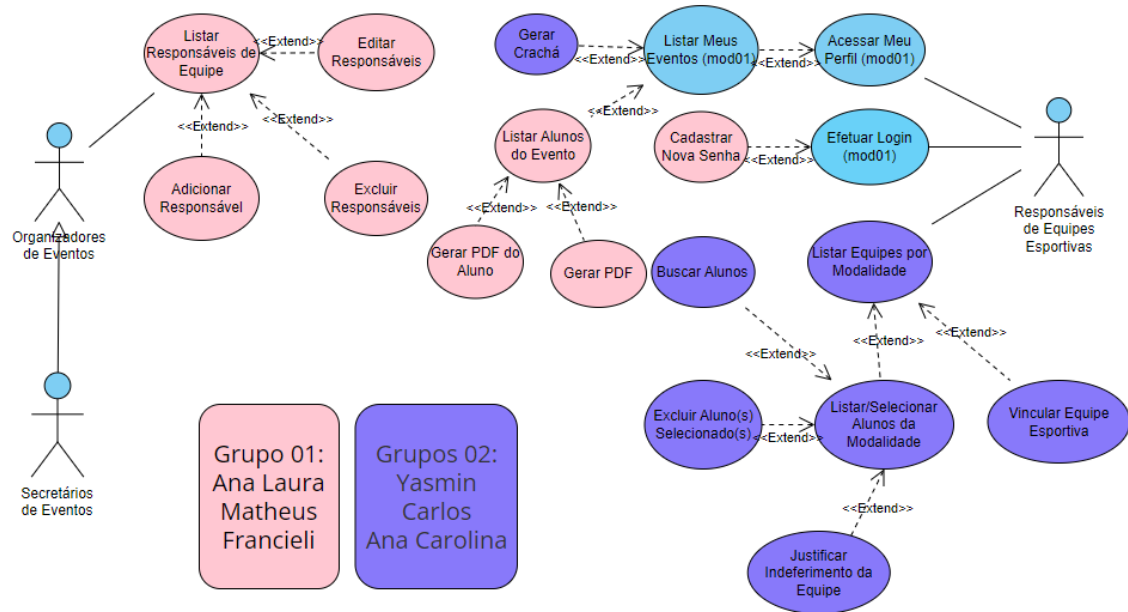 Listar
Responsáveis de
Equipe
<<Extend>>
Editar
Responsáveis
<<Extend>>
<<Extend>>
Adicionar
Responsável
Excluir
Responsáveis
Organizadores
de Eventos
Secretários
de Eventos
Gerar
Crachá
<<Extend>>
Listar Meus
Eventos (mod01)
<<Extend>>
Acessar Meu
Perfil (mod01)
<<Extend>>
Listar Alunos
do Evento
Cadastrar
Nova Senha
<<Extend>>
Efetuar Login
(mod01)
Responsáveis
de Equipes
Esportivas
<<Extend>>
<<Extend>>
Gerar PDF do
Aluno
Gerar PDF
Buscar Alunos
Listar Equipes por
Modalidade
<<Extend>>
<<Extend>>
<<Extend>>
Excluir Aluno(s)
Selecionado(s)
<<Extend>>
Listar/Selecionar
Alunos da
Modalidade
Vincular Equipe
Esportiva
<<Extend>>
Justificar
Indeferimento da
Equipe
Grupo 01:
Ana Laura
Matheus
Francieli
Grupos 02:
Yasmin
Carlos
Ana Carolina